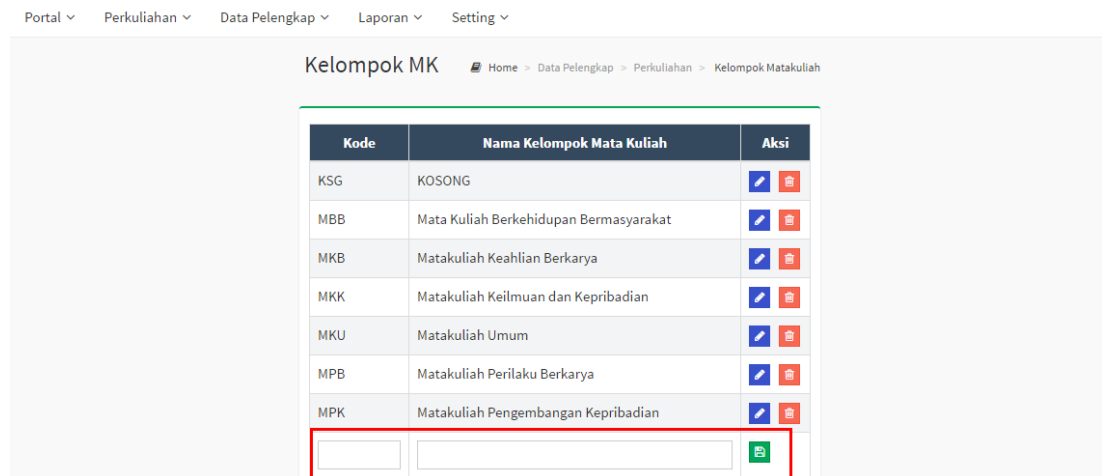 Portal Perkuliahan Data Pelengkap Laporan Setting
Kelompok MK Home > Data Pelengkap > Perkuliahan > Kelompok Matakuliah
Kode Nama Kelompok Mata Kuliah Aksi
KSG KOSONG
MBB Mata Kuliah Berkehidupan Bermasyarakat
MKB Matakuliah Keahlian Berkarya
MKK Matakuliah Keilmuan dan Kepribadian
MKU Matakuliah Umum
MPB Matakuliah Perilaku Berkarya
MPK Matakuliah Pengembangan Kepribadian